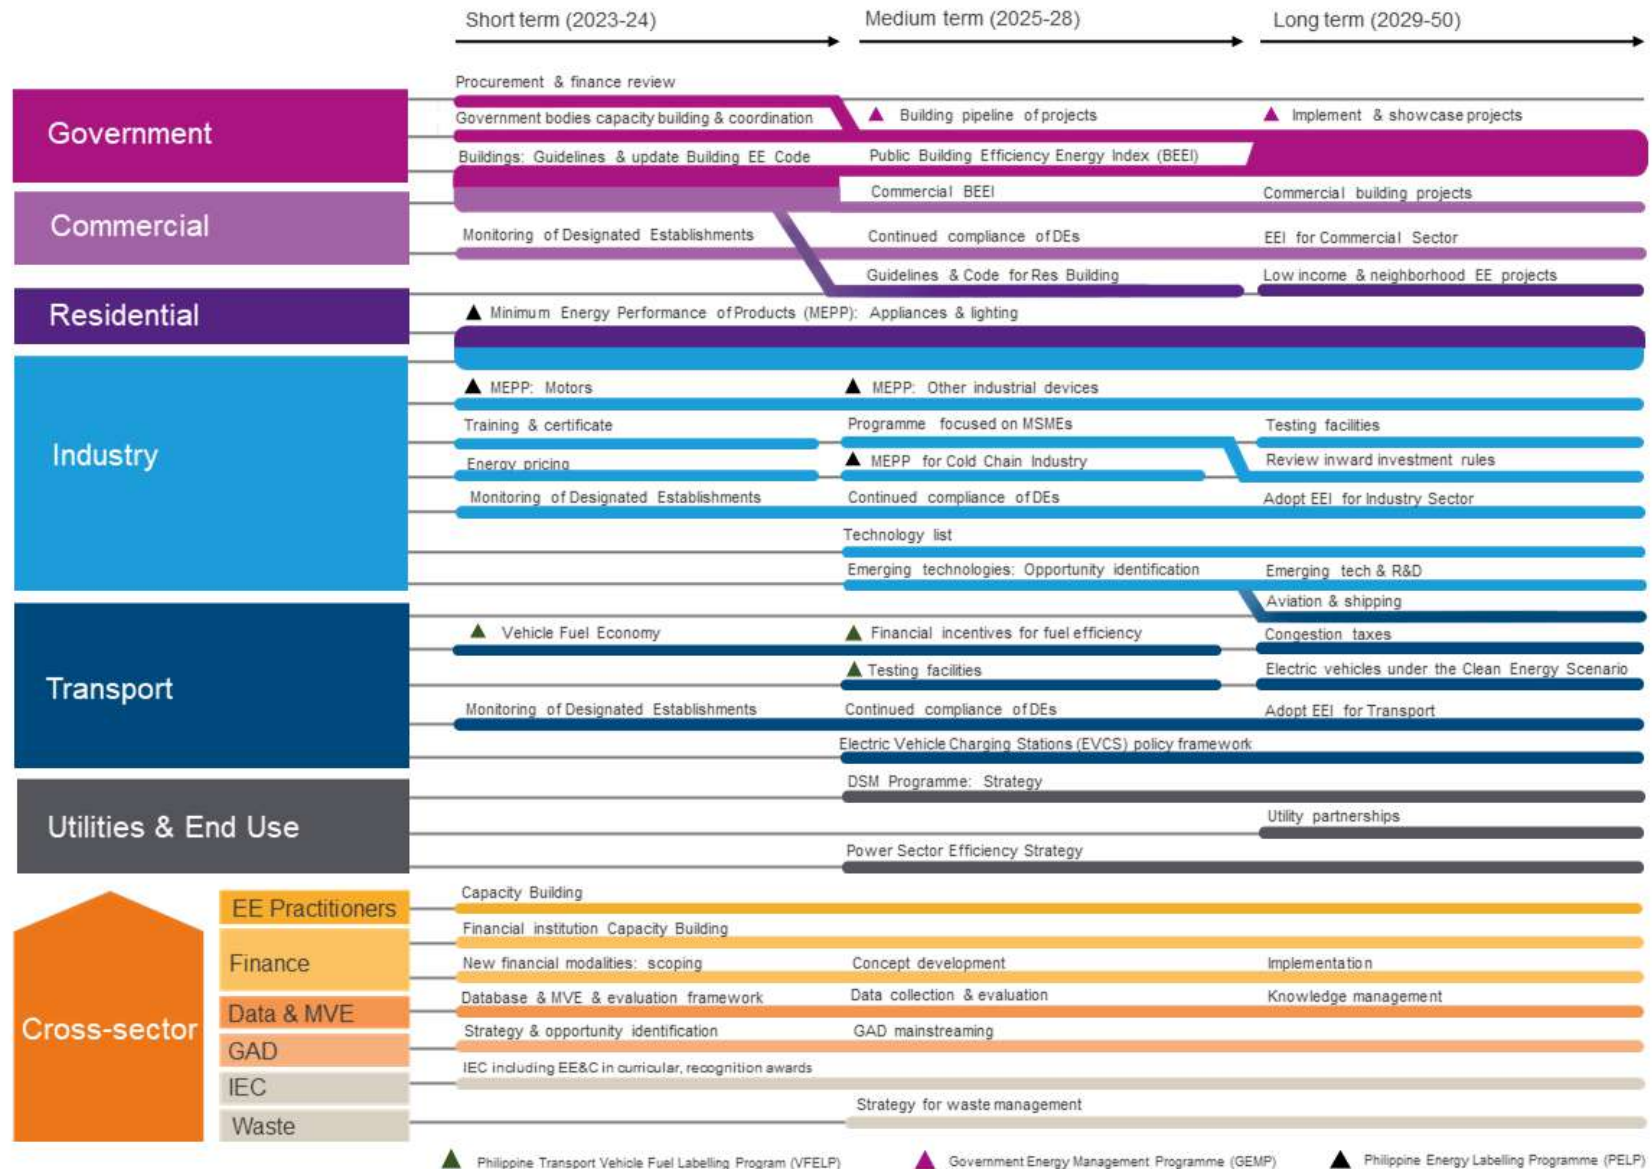 Short term (2023-24)
Medium term (2025-28)
Long term (2029-50)
Government
Procurement & finance review
Government bodies capacity building & coordination
Building pipeline of projects
Implement & showcase projects
Buildings: Guidelines & update Building EE Code
Public Building Efficiency Energy Index (BEEI)
Commercial
Commercial BEEI
Commercial building projects
Monitoring of Designated Establishments
Continued compliance of DEs
EEI for Commercial Sector
Guidelines & Code for Res Building
Low income & neighborhood EE projects
Residential
Minimum Energy Performance of Products (MEPP): Appliances & lighting
Industry
MEPP: Motors
MEPP: Other industrial devices
Training & certificate
Programme focused on MSMEs
Testing facilities
Energy pricing
MEPP for Cold Chain Industry
Review inward investment rules
Monitoring of Designated Establishments
Continued compliance of DEs
Adopt EEI for Industry Sector
Technology list
Emerging technologies: Opportunity identification
Emerging tech & R&D
Transport
Aviation & shipping
Vehicle Fuel Economy
Financial incentives for fuel efficiency
Congestion taxes
Testing facilities
Electric vehicles under the Clean Energy Scenario
Monitoring of Designated Establishments
Continued compliance of DEs
Adopt EEI for Transport
Electric Vehicle Charging Stations (EVCS) policy framework
Utilities & End Use
DSM Programme: Strategy
Utility partnerships
Power Sector Efficiency Strategy
Cross-sector
EE Practitioners
Capacity Building
Finance
Financial institution Capacity Building
New financial modalities: scoping
Concept development
Implementation
Data & MVE
Database & MVE & evaluation framework
Data collection & evaluation
Knowledge management
GAD
Strategy & opportunity identification
GAD mainstreaming
IEC
IEC including EE&C in curricular, recognition awards
Waste
Strategy for waste management
Philippine Transport Vehicle Fuel Labelling Program (VFELP)
Government Energy Management Programme (GEMP)
Philippine Energy Labelling Programme (PELP)